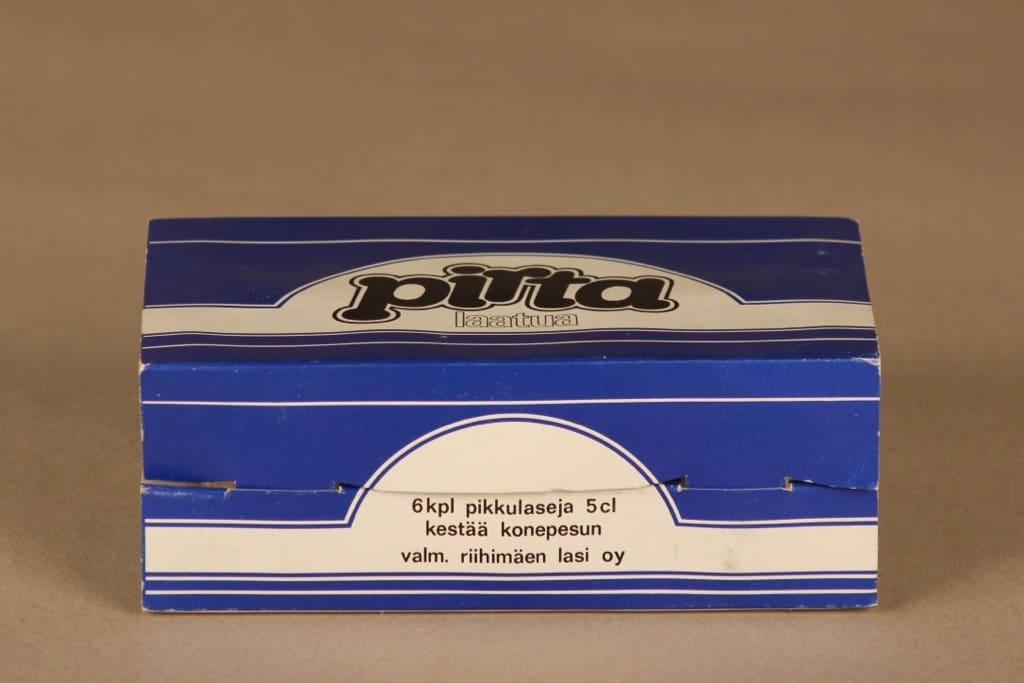 pirta
laatua
6kpl pikkulaseja 5cl
kestää konepesun
valm. riihimäen lasi oy